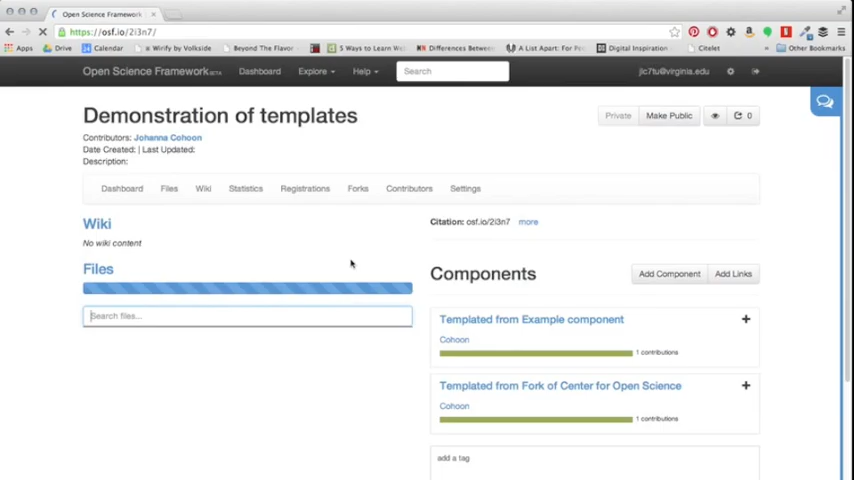 Open Science Framework
https://osf.io/2i3n7/
Apps Drive Calendar Wirify by Volkside Beyond The Flavor 5 Ways to Learn Differences Between A List Apart: For Digital Inspiration Citelet » Other Bookmarks
Open Science Framework BETA Dashboard Explore Help Search jlc7tu@virginia.edu
Demonstration of templates
Private Make Public 0
Contributors: Johanna Cohoon
Date Created: | Last Updated:
Description:
Dashboard Files Wiki Statistics Registrations Forks Contributors Settings
Wiki
No wiki content
Files
Search files...
Citation: osf.io/2i3n7 more
Components Add Component Add Links
Templated from Example component
Cohoon
1 contributions
Templated from Fork of Center for Open Science
Cohoon
1 contributions
add a tag